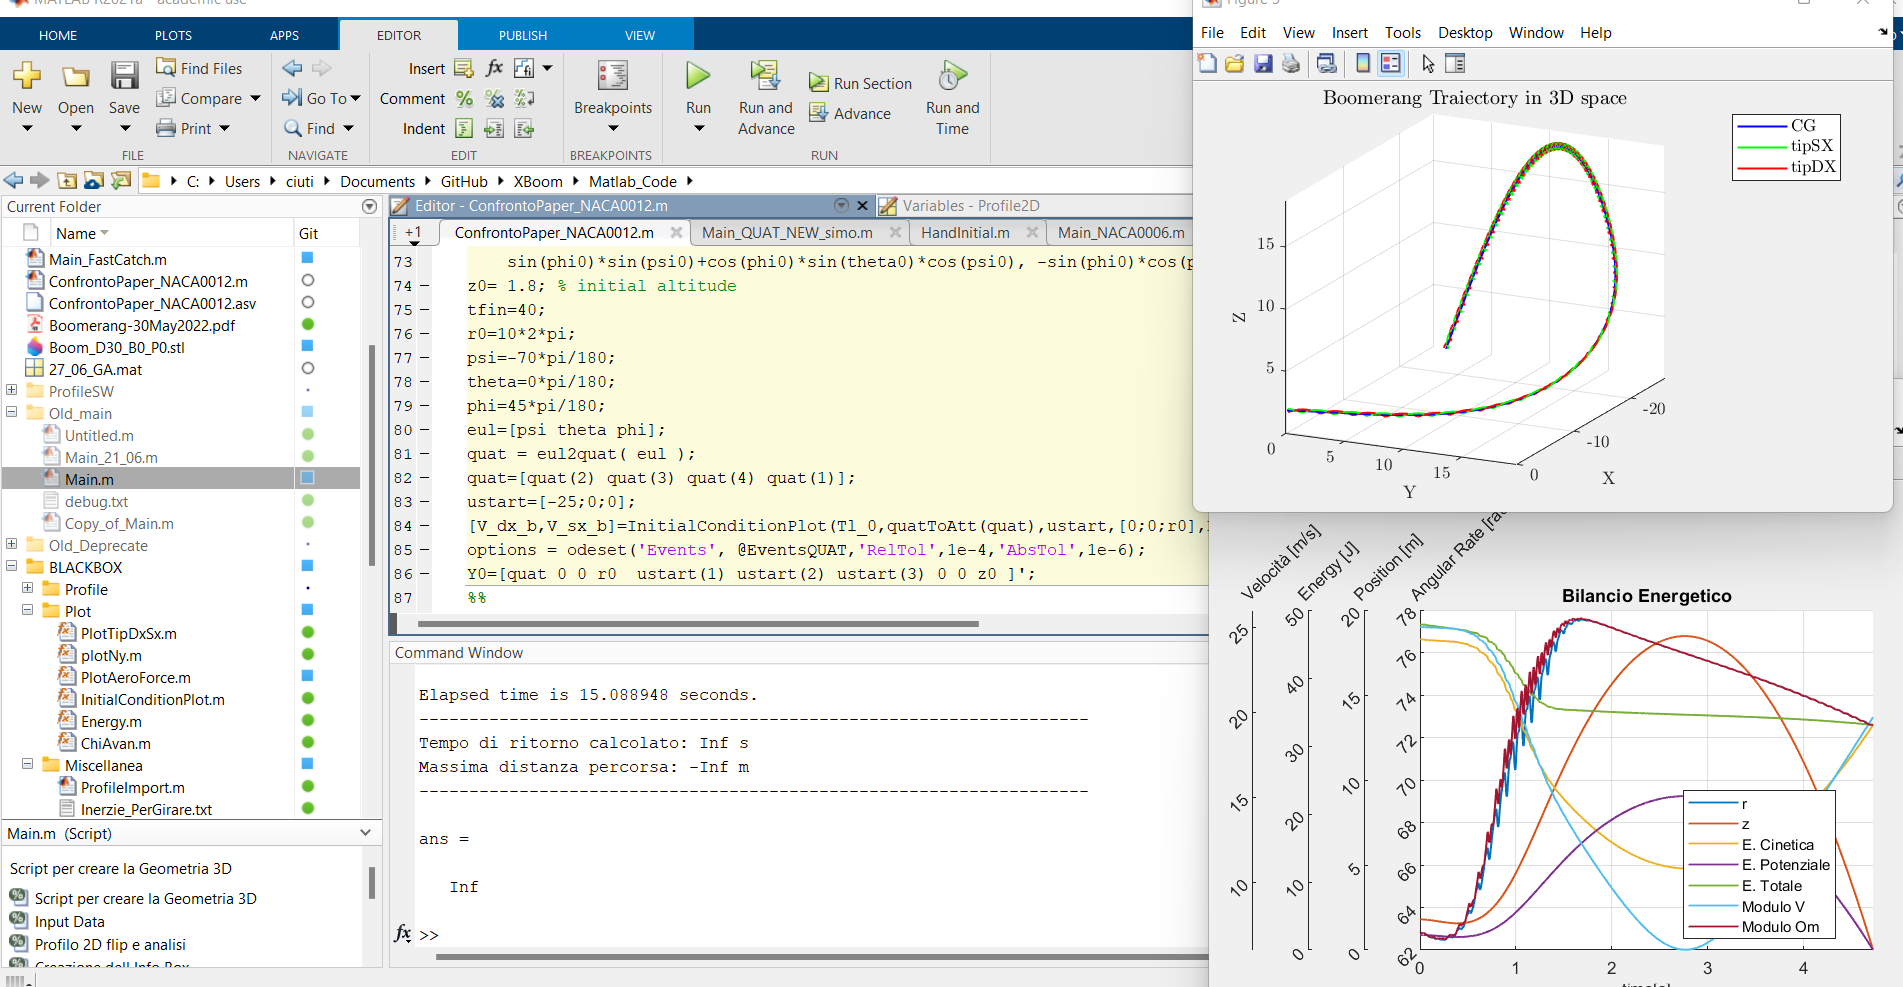 MATLAB R2021a - academic use
HOME PLOTS APPS EDITOR PUBLISH VIEW
New
Open
Save
Find Files
Compare
Print
FILE
Go To
Find
NAVIGATE
Insert
Comment
Indent
EDIT
Breakpoints
BREAKPOINTS
Run
Run and Advance
Run Section
Advance
Run and Time
RUN
C: Users ciuti Documents GitHub XBoom Matlab_Code
Current Folder
Name Git
Main_FastCatch.m
ConfrontoPaper_NACA0012.m
ConfrontoPaper_NACA0012.asv
Boomerang-30May2022.pdf
Boom_D30_B0_P0.stl
27_06_GA.mat
ProfileSW
Old_main
Untitled.m
Main_21_06.m
Main.m
debug.txt
Copy_of_Main.m
Old_Deprecate
BLACKBOX
Profile
Plot
PlotTipDxSx.m
plotNy.m
PlotAeroForce.m
InitialConditionPlot.m
Energy.m
ChiAvan.m
Miscellanea
ProfileImport.m
Inerzie_PerGirare.txt
Main.m (Script)
Script per creare la Geometria 3D
Script per creare la Geometria 3D
Input Data
Profilo 2D flip e analisi
Creazione dell Info Box
Editor - ConfrontoPaper_NACA0012.m
Variables - Profile2D
+1 ConfrontoPaper_NACA0012.m Main_QUAT_NEW_simo.m HandInitial.m Main_NACA0006.m
73 sin(phi0)*sin(psi0)+cos(phi0)*sin(theta0)*cos(psi0), -sin(phi0)*cos(p
74 z0= 1.8; % initial altitude
75 tfin=40;
76 r0=10*2*pi;
77 psi=-70*pi/180;
78 theta=0*pi/180;
79 phi=45*pi/180;
80 eul=[psi theta phi];
81 quat = eul2quat( eul );
82 quat=[quat(2) quat(3) quat(4) quat(1)];
83 ustart=[-25;0;0];
84 [V_dx_b,V_sx_b]=InitialConditionPlot(Tl_0,quatToAtt(quat),ustart,[0;0;r0],
85 options = odeset('Events', @EventsQUAT,'RelTol',1e-4,'AbsTol',1e-6);
86 Y0=[quat 0 0 r0 ustart(1) ustart(2) ustart(3) 0 0 z0 ]';
87 %%
Command Window
Elapsed time is 15.088948 seconds.
--------------------------------------------------------------------
Tempo di ritorno calcolato: Inf s
Massima distanza percorsa: -Inf m
--------------------------------------------------------------------
ans =
Inf
fx >>
File Edit View Insert Tools Desktop Window Help
Boomerang Traiectory in 3D space
CG
tipSX
tipDX
Z
15
10
5
0
5
10
15
Y
0
-10
-20
X
Velocità [m/s]
Energy [J]
Position [m]
Angular Rate [rad
Bilancio Energetico
25
20
15
10
50
40
30
20
10
0
20
15
10
5
0
78
76
74
72
70
68
66
64
62
r
z
E. Cinetica
E. Potenziale
E. Totale
Modulo V
Modulo Om
0 1 2 3 4